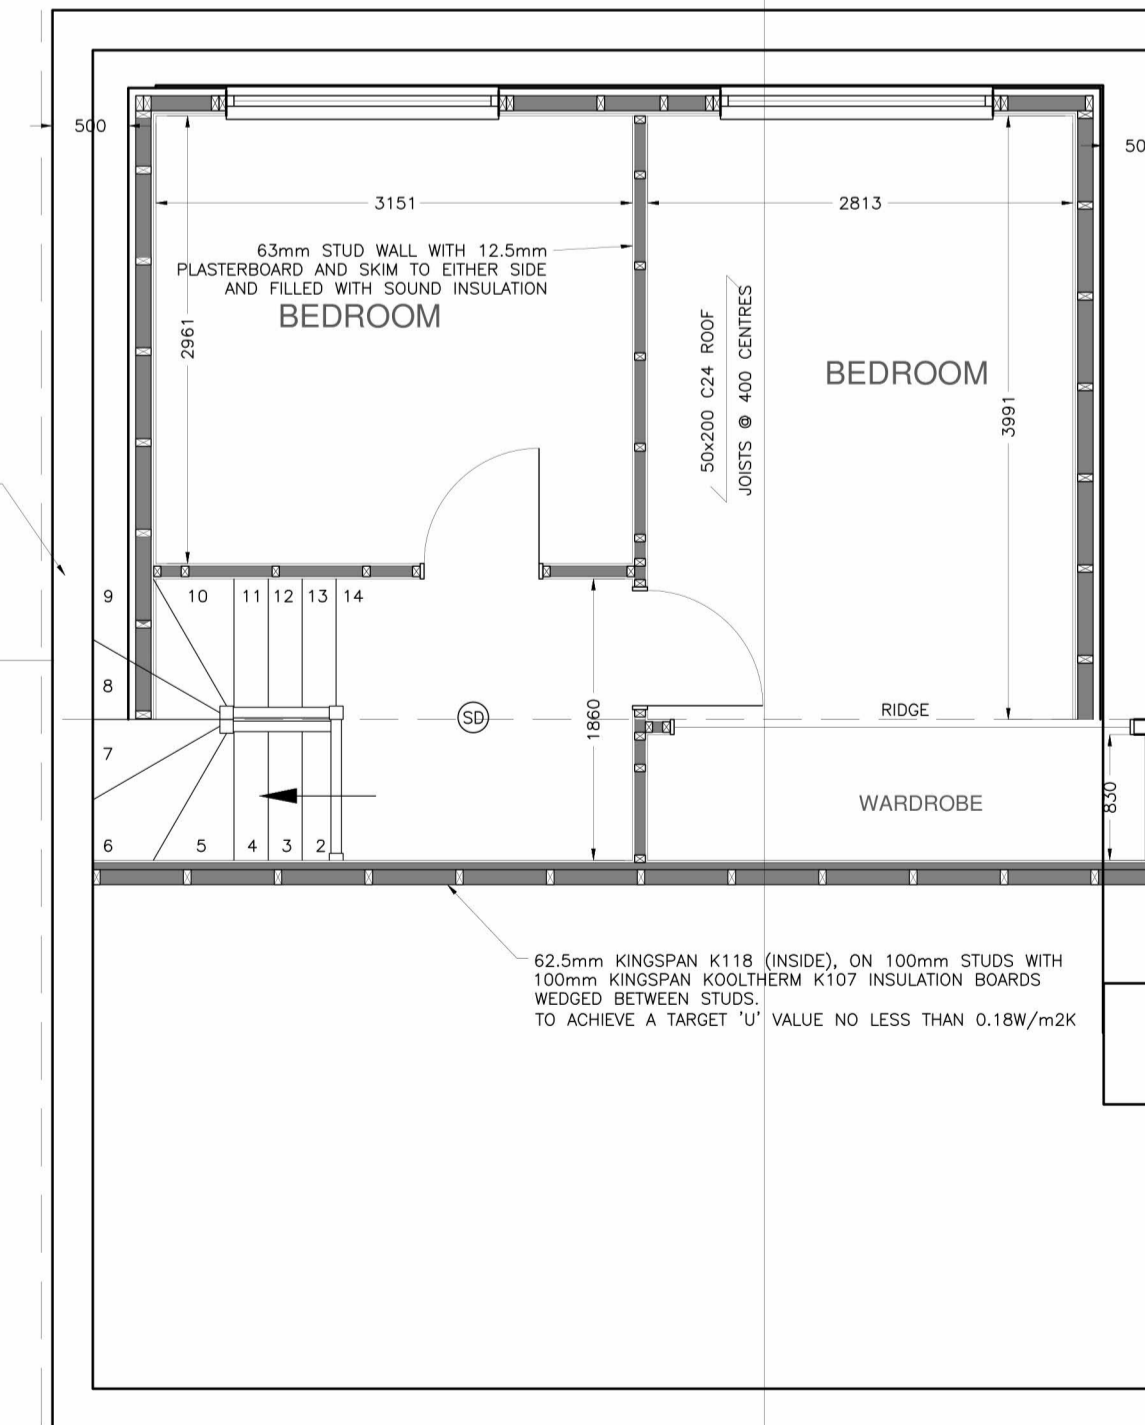 500
50
3151
2813
63mm STUD WALL WITH 12.5mm
PLASTERBOARD AND SKIM TO EITHER SIDE
AND FILLED WITH SOUND INSULATION
BEDROOM
2961
50x200 C24 ROOF
JOISTS @ 400 CENTRES
BEDROOM
3991
9
10
11
12
13
14
8
7
SD
1860
RIDGE
WARDROBE
830
6
5
4
3
2
62.5mm KINGSPAN K118 (INSIDE), ON 100mm STUDS WITH
100mm KINGSPAN KOOLTHERM K107 INSULATION BOARDS
WEDGED BETWEEN STUDS.
TO ACHIEVE A TARGET 'U' VALUE NO LESS THAN 0.18W/m2K